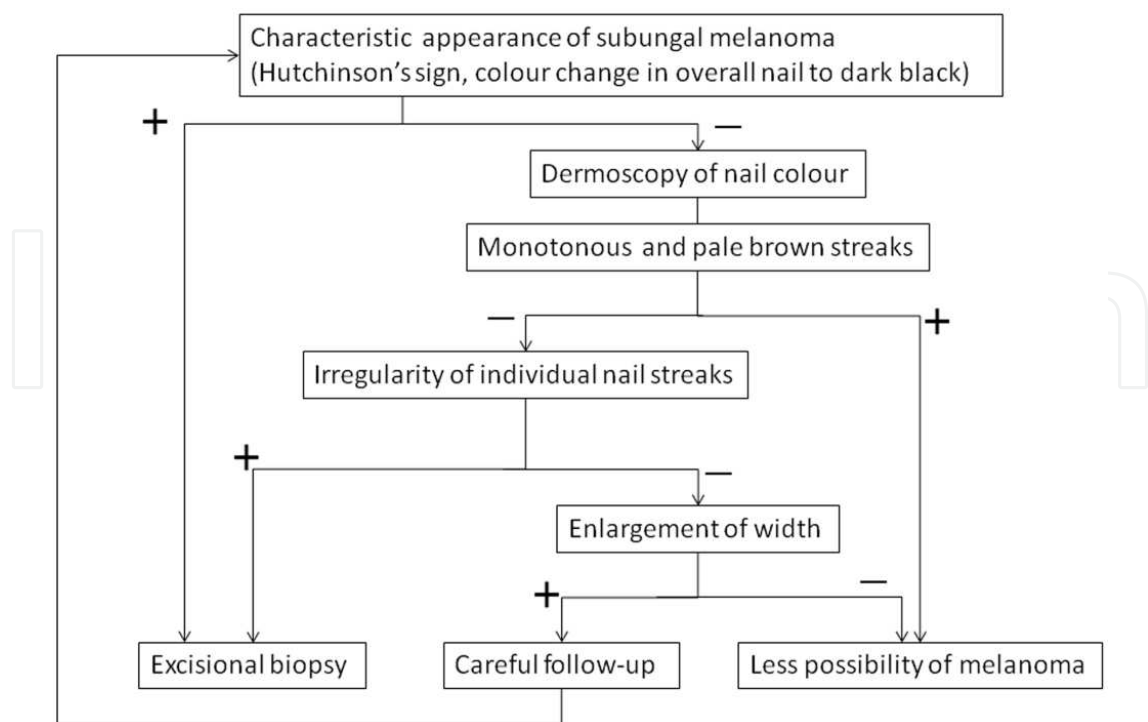 Characteristic appearance of subungal melanoma
(Hutchinson's sign, colour change in overall nail to dark black)
+
—
Dermoscopy of nail colour
Monotonous and pale brown streaks
—
+
Irregularity of individual nail streaks
+
—
Enlargement of width
+
—
Excisional biopsy
Careful follow-up
Less possibility of melanoma